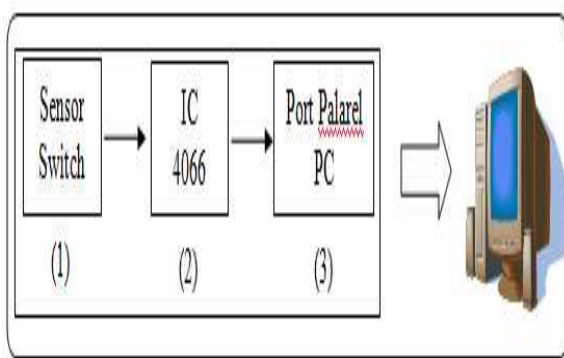 Sensor
Switch
IC
4066
Port Palarel
PC
(1)
(2)
(3)